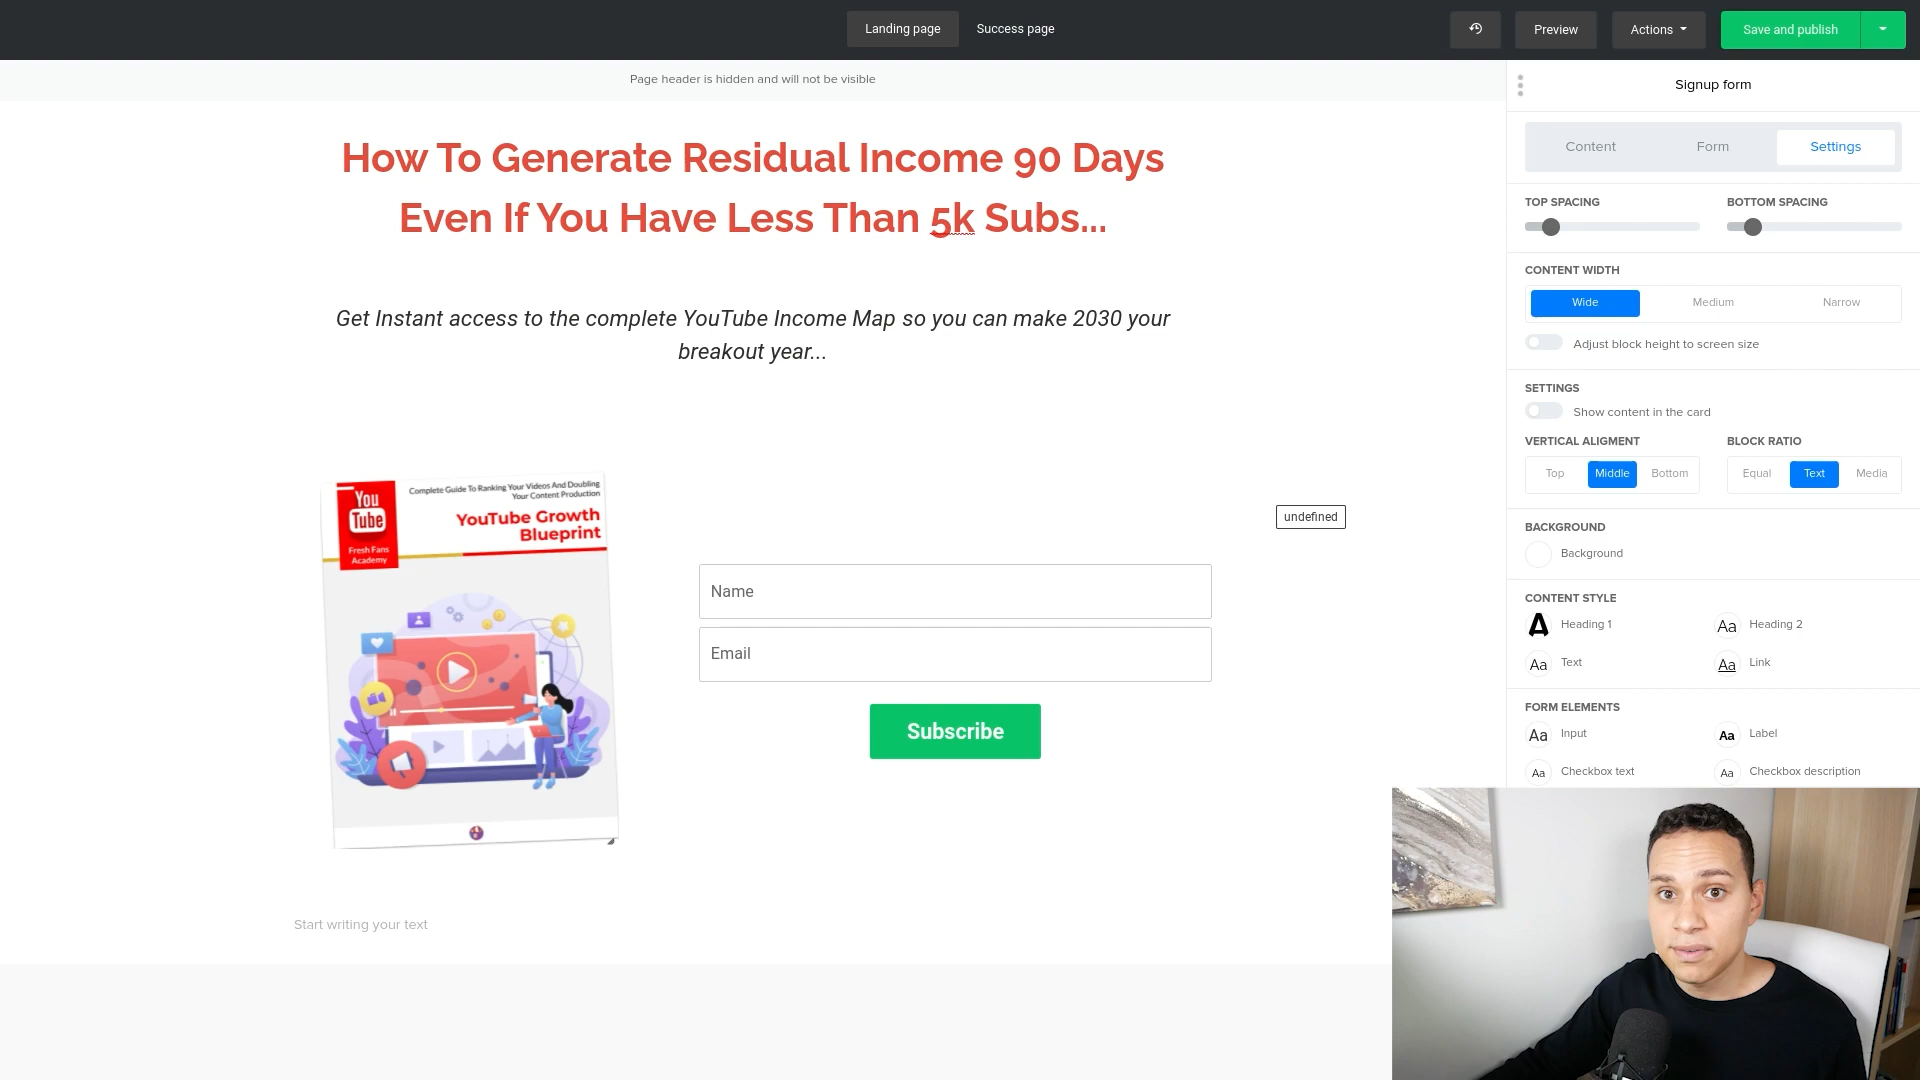 Landing page
Success page
Preview
Actions
Save and publish
Page header is hidden and will not be visible
How To Generate Residual Income 90 Days
Even If You Have Less Than 5k Subs...
Get Instant access to the complete YouTube Income Map so you can make 2030 your
breakout year...
You
Tube
Fresh Fans
Academy
Complete Guide To Ranking Your Videos And Doubling
Your Content Production
YouTube Growth
Blueprint
undefined
Name
Email
Subscribe
Start writing your text
Signup form
Content
Form
Settings
TOP SPACING
BOTTOM SPACING
CONTENT WIDTH
Wide
Medium
Narrow
Adjust block height to screen size
SETTINGS
Show content in the card
VERTICAL ALIGMENT
BLOCK RATIO
Top
Middle
Bottom
Equal
Text
Media
BACKGROUND
Background
CONTENT STYLE
A Heading 1
Aa Heading 2
Aa Text
Aa Link
FORM ELEMENTS
Aa Input
Aa Label
Aa Checkbox text
Aa Checkbox description